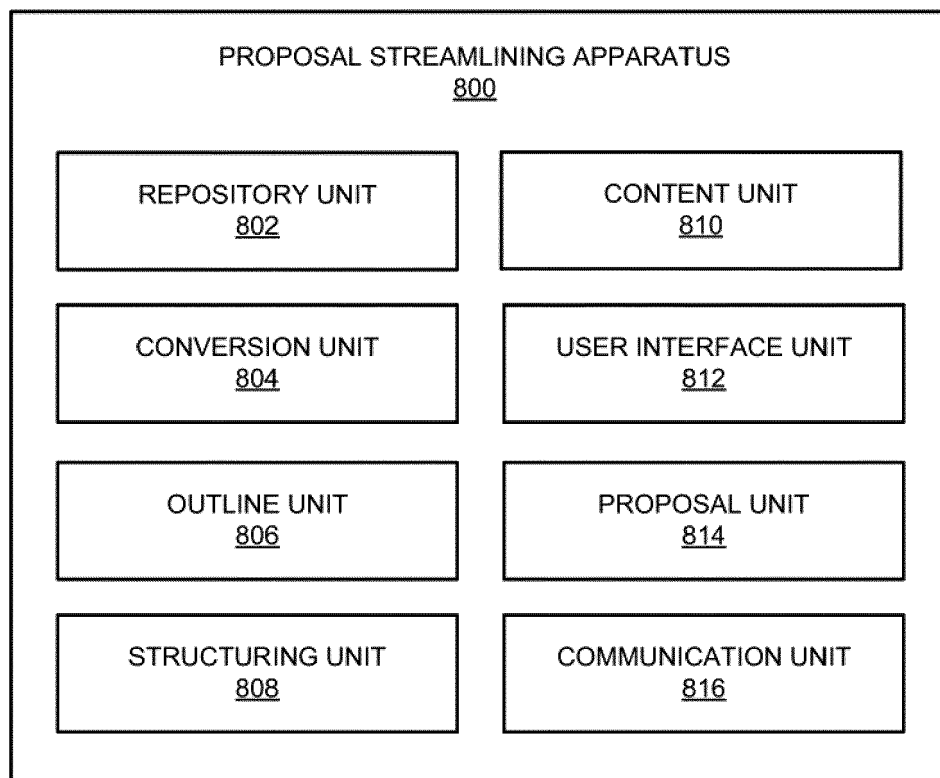 PROPOSAL STREAMLINING APPARATUS
800
REPOSITORY UNIT
802
CONTENT UNIT
810
CONVERSION UNIT
804
USER INTERFACE UNIT
812
OUTLINE UNIT
806
PROPOSAL UNIT
814
STRUCTURING UNIT
808
COMMUNICATION UNIT
816